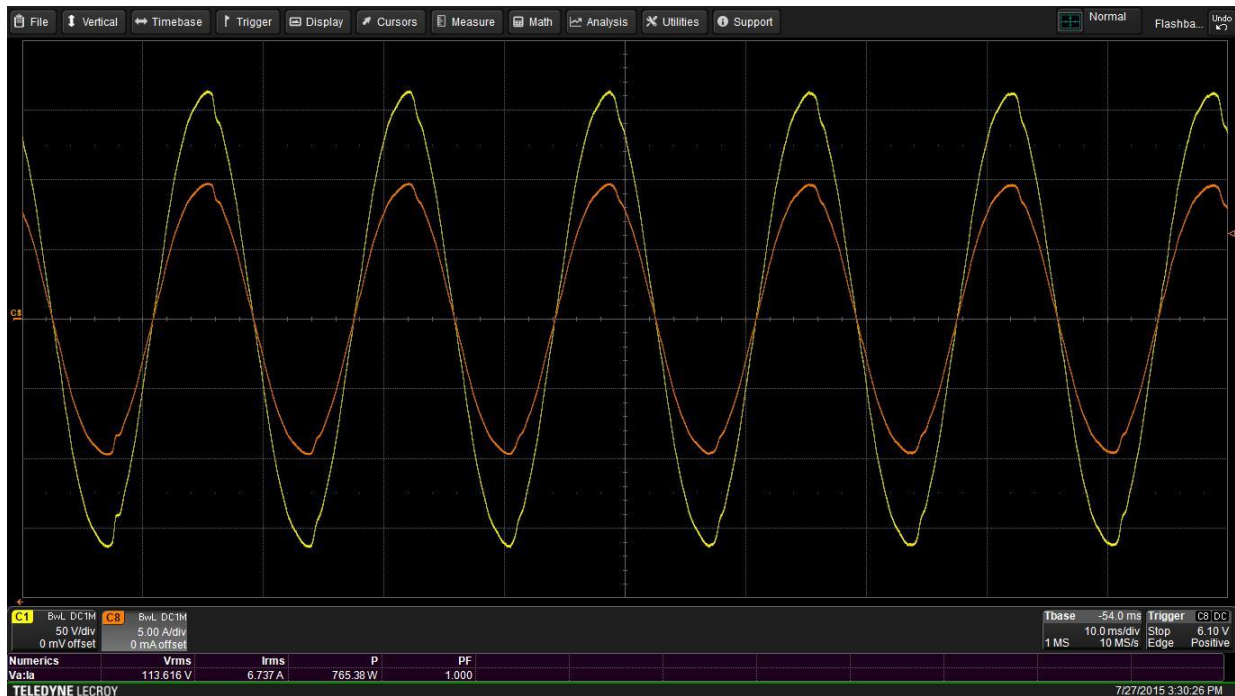 File Vertical Timebase Trigger Display Cursors Measure Math Analysis Utilities Support Normal Flashba... Undo
C8
C1 BwL DC1M C8 BwL DC1M Tbase -54.0 ms Trigger C8 DC
50 V/div 5.00 A/div 10.0 ms/div Stop 6.10 V
0 mV offset 0 mA offset 1 MS 10 MS/s Edge Positive
Numerics Vrms Irms P PF
Va:Ia 113.616 V 6.737 A 765.38 W 1.000
TELEDYNE LECROY 7/27/2015 3:30:26 PM